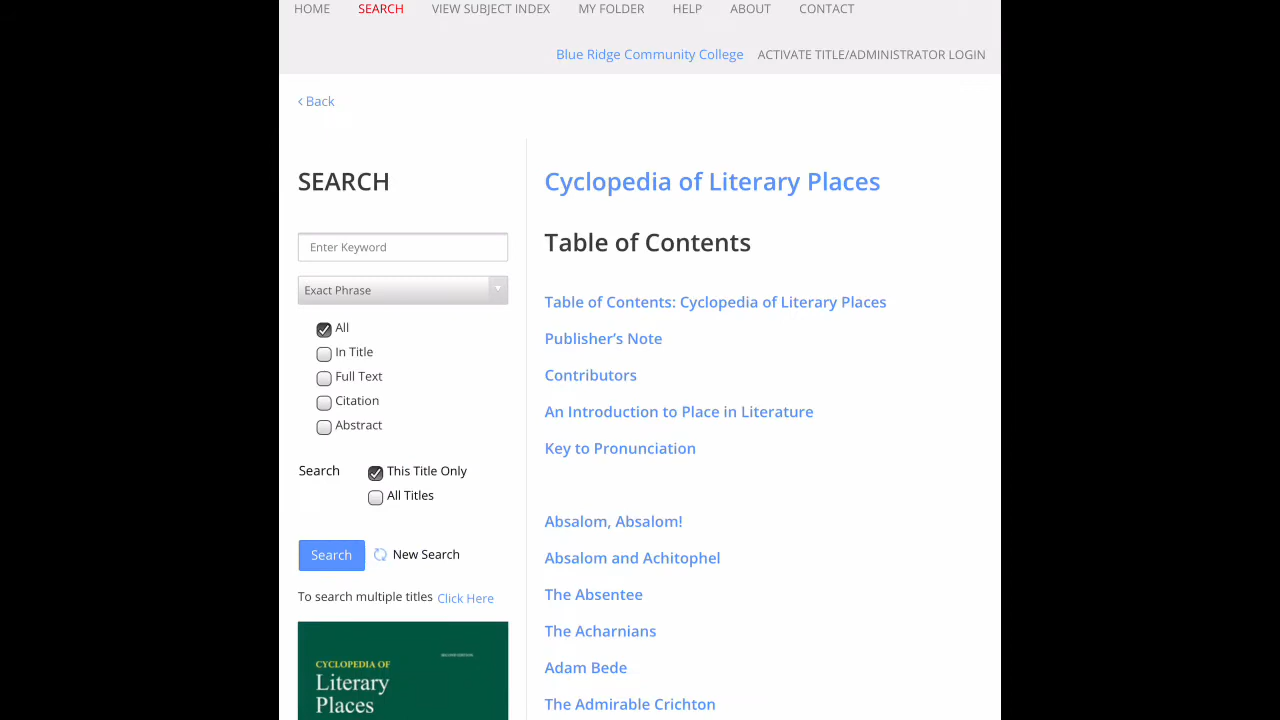 HOME SEARCH VIEW SUBJECT INDEX MY FOLDER HELP ABOUT CONTACT
Blue Ridge Community College ACTIVATE TITLE/ADMINISTRATOR LOGIN
‹ Back
SEARCH
Enter Keyword
Exact Phrase
All
In Title
Full Text
Citation
Abstract
Search
This Title Only
All Titles
Search
New Search
To search multiple titles Click Here
SECOND EDITION
CYCLOPEDIA OF
Literary
Places
Cyclopedia of Literary Places
Table of Contents
Table of Contents: Cyclopedia of Literary Places
Publisher’s Note
Contributors
An Introduction to Place in Literature
Key to Pronunciation
Absalom, Absalom!
Absalom and Achitophel
The Absentee
The Acharnians
Adam Bede
The Admirable Crichton